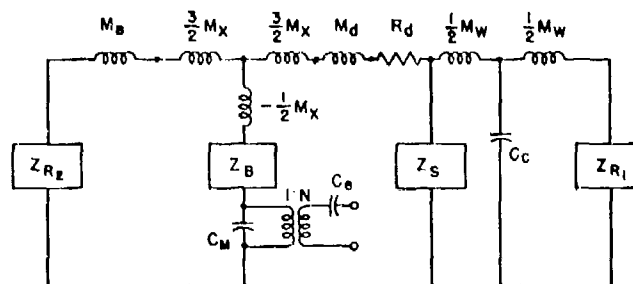 M_B 3/2 M_X 3/2 M_X M_d R_d 1/2 M_W 1/2 M_W
-1/2 M_X
Z_R2 Z_B Z_S C_C Z_R1
1:N C_e
C_M